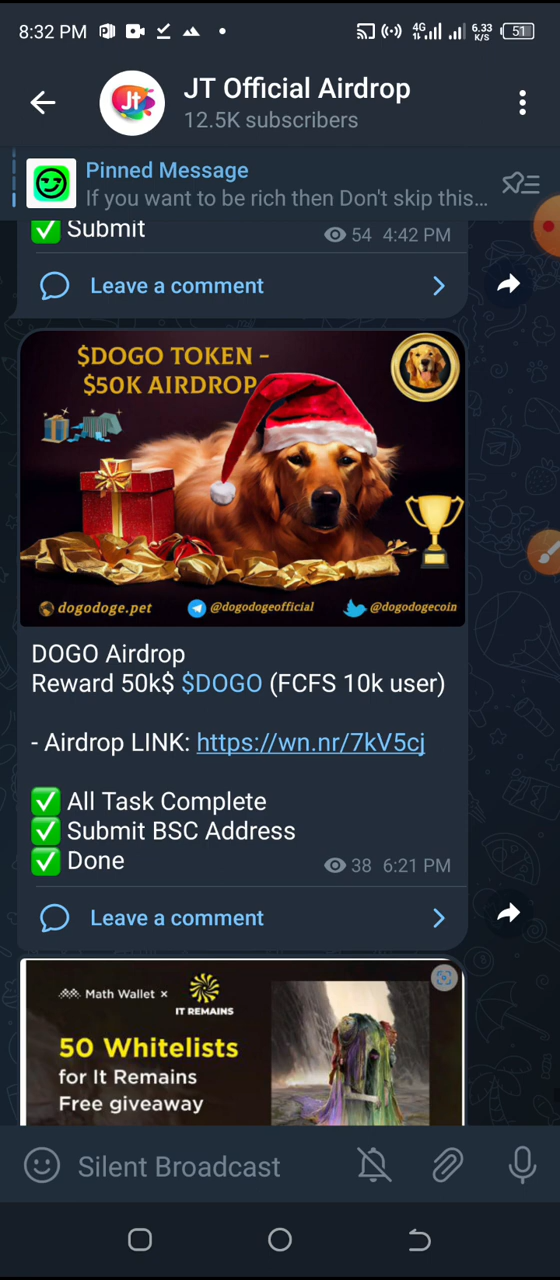 8:32 PM
4G
6.33
K/S
51
Jt
JT Official Airdrop
12.5K subscribers
Pinned Message
If you want to be rich then Don't skip this...
✅ Submit
54 4:42 PM
Leave a comment
$DOGO TOKEN -
$50K AIRDROP
dogodoge.pet @dogodogeofficial @dogodogecoin
DOGO Airdrop
Reward 50k$ $DOGO (FCFS 10k user)
- Airdrop LINK: https://wn.nr/7kV5cj
✅ All Task Complete
✅ Submit BSC Address
✅ Done
38 6:21 PM
Leave a comment
Math Wallet ×
IT REMAINS
50 Whitelists
for It Remains
Free giveaway
Silent Broadcast